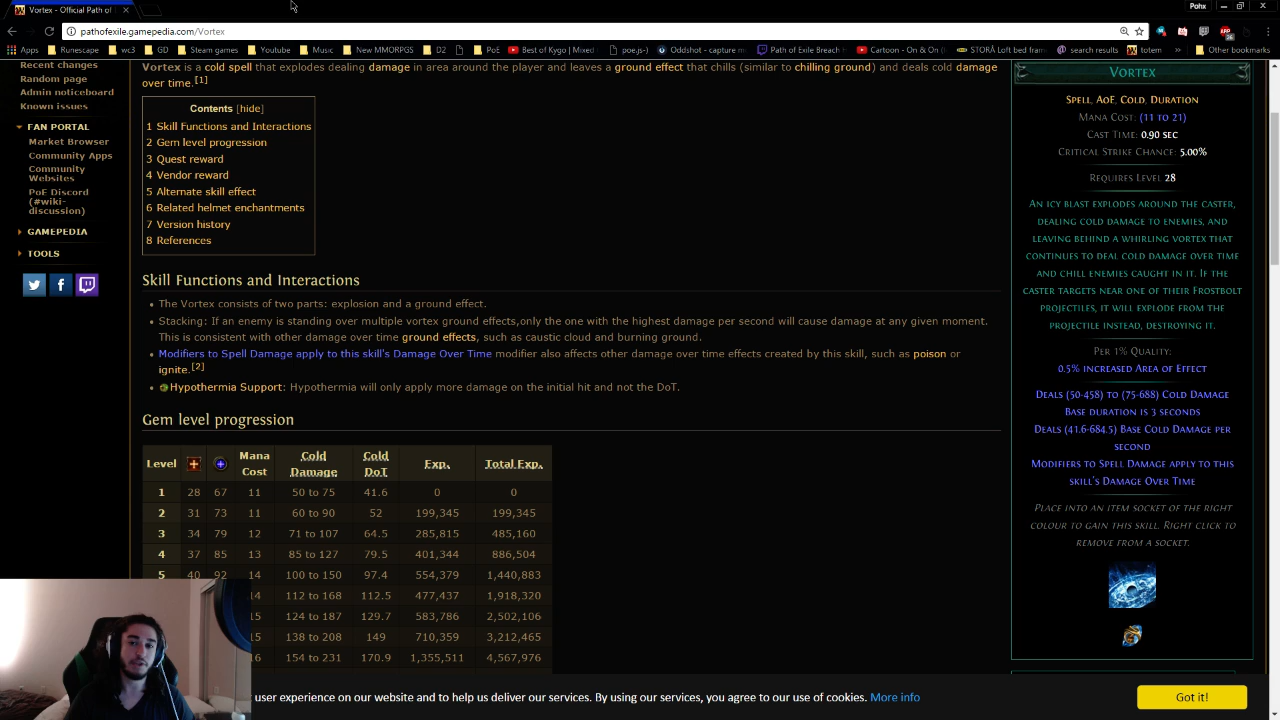 Vortex - Official Path of
Pohx
pathofexile.gamepedia.com/Vortex
Apps Runescape wc3 GD Steam games Youtube Music New MMORPGS D2 PoE Best of Kygo | Mixed poe.js-) Oddshot - capture m Path of Exile Breach Cartoon - On & On ( STORÅ Loft bed fram search results totem » Other bookmarks
Recent changes
Random page
Admin noticeboard
Known issues
FAN PORTAL
Market Browser
Community Apps
Community
Websites
PoE Discord
(#wiki-
discussion)
GAMEPEDIA
TOOLS
Vortex is a cold spell that explodes dealing damage in area around the player and leaves a ground effect that chills (similar to chilling ground) and deals cold damage
over time.[1]
Contents [hide]
1 Skill Functions and Interactions
2 Gem level progression
3 Quest reward
4 Vendor reward
5 Alternate skill effect
6 Related helmet enchantments
7 Version history
8 References
Skill Functions and Interactions
The Vortex consists of two parts: explosion and a ground effect.
Stacking: If an enemy is standing over multiple vortex ground effects,only the one with the highest damage per second will cause damage at any given moment.
This is consistent with other damage over time ground effects, such as caustic cloud and burning ground.
Modifiers to Spell Damage apply to this skill's Damage Over Time modifier also affects other damage over time effects created by this skill, such as poison or
ignite.[2]
Hypothermia Support: Hypothermia will only apply more damage on the initial hit and not the DoT.
Gem level progression
Level Mana Cost Cold Damage Cold DoT Exp. Total Exp.
1 28 67 11 50 to 75 41.6 0 0
2 31 73 11 60 to 90 52 199,345 199,345
3 34 79 12 71 to 107 64.5 285,815 485,160
4 37 85 13 85 to 127 79.5 401,344 886,504
5 40 92 14 100 to 150 97.4 554,379 1,440,883
14 112 to 168 112.5 477,437 1,918,320
15 124 to 187 129.7 583,786 2,502,106
15 138 to 208 149 710,359 3,212,465
16 154 to 231 170.9 1,355,511 4,567,976
Vortex
Spell, AoE, Cold, Duration
Mana Cost: (11 to 21)
Cast Time: 0.90 sec
Critical Strike Chance: 5.00%
Requires Level 28
An icy blast explodes around the caster,
dealing cold damage to enemies, and
leaving behind a whirling vortex that
continues to deal cold damage over time
and chill enemies caught in it. If the
caster targets near one of their Frostbolt
projectiles, it will explode from the
projectile instead, destroying it.
Per 1% Quality:
0.5% increased Area of Effect
Deals (50-458) to (75-688) Cold Damage
Base duration is 3 seconds
Deals (41.6-684.5) Base Cold Damage per
second
Modifiers to Spell Damage apply to this
skill's Damage Over Time
Place into an item socket of the right
colour to gain this skill. Right click to
remove from a socket.
user experience on our website and to help us deliver our services. By using our services, you agree to our use of cookies. More info
Got it!